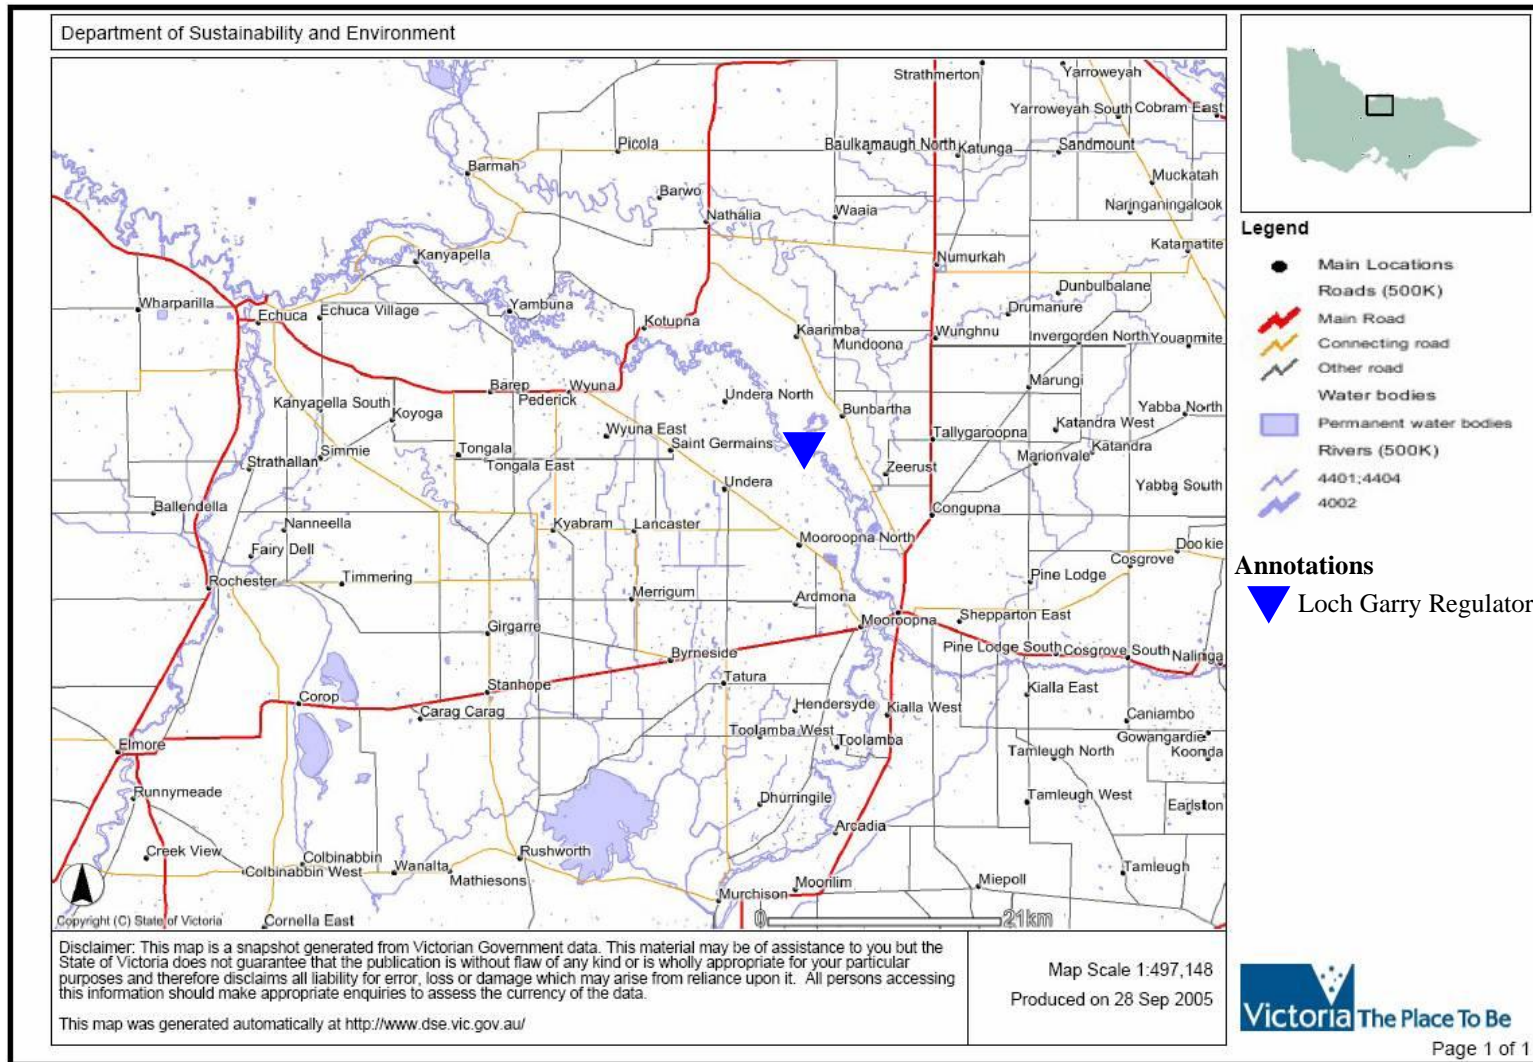 Department of Sustainability and Environment
Strathmerton
Yarroweyah
Yarroweyah South
Cobram East
Picola
Baulkamaugh North
Katunga
Sandmount
Barmah
Muckatah
Barwo
Naringaningalook
Nathalia
Waaia
Katamatite
Kanyapella
Numurkah
Dunbulbalane
Wharparilla
Echuca
Echuca Village
Yambuna
Drumanure
Kotupna
Kaarimba
Mundoona
Wunghnu
Invergorden North
Youanmite
Barep
Wyuna
Pederick
Undera North
Marungi
Kanyapella South
Koyoga
Bunbartha
Yabba North
Katandra West
Wyuna East
Saint Germains
Tallygaroopna
Katandra
Simmie
Tongala
Marionvale
Strathallan
Tongala East
Zeerust
Undera
Yabba South
Ballendella
Congupna
Nanneella
Kyabram
Lancaster
Mooroopna North
Dookie
Fairy Dell
Cosgrove
Rochester
Timmering
Pine Lodge
Merrigum
Ardmona
Girgarre
Mooroopna
Shepparton East
Byrneside
Pine Lodge South
Cosgrove South
Nalinga
Stanhope
Tatura
Kialla East
Corop
Carag Carag
Hendersyde
Kialla West
Caniambo
Toolamba West
Toolamba
Gowangardie
Elmore
Tamleugh North
Koonda
Runnymeade
Dhurringile
Tamleugh West
Earlston
Arcadia
Creek View
Colbinabbin
Rushworth
Colbinabbin West
Wanalta
Mathiesons
Tamleugh
Miepoll
Murchison
Moorilim
Copyright (C) State of Victoria
Cornella East
0
21km
Legend
Main Locations
Roads (500K)
Main Road
Connecting road
Other road
Water bodies
Permanent water bodies
Rivers (500K)
4401;4404
4002
Annotations
Loch Garry Regulator
Disclaimer: This map is a snapshot generated from Victorian Government data. This material may be of assistance to you but the
State of Victoria does not guarantee that the publication is without flaw of any kind or is wholly appropriate for your particular
purposes and therefore disclaims all liability for error, loss or damage which may arise from reliance upon it. All persons accessing
this information should make appropriate enquiries to assess the currency of the data.
This map was generated automatically at http://www.dse.vic.gov.au/
Map Scale 1:497,148
Produced on 28 Sep 2005
Victoria The Place To Be
Page 1 of 1